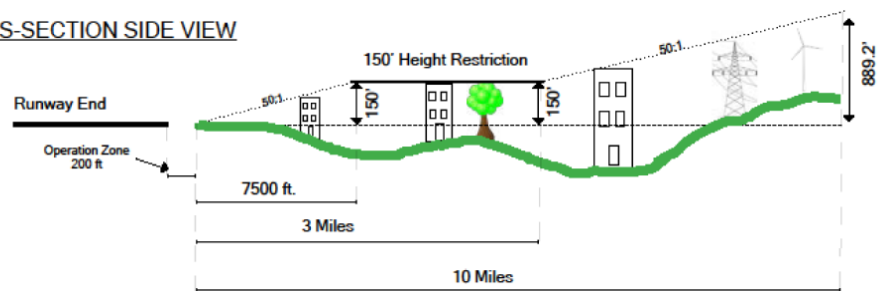 S-SECTION SIDE VIEW
150' Height Restriction
50:1
50:1
889.2'
Runway End
150'
150'
Operation Zone
200 ft
7500 ft.
3 Miles
10 Miles